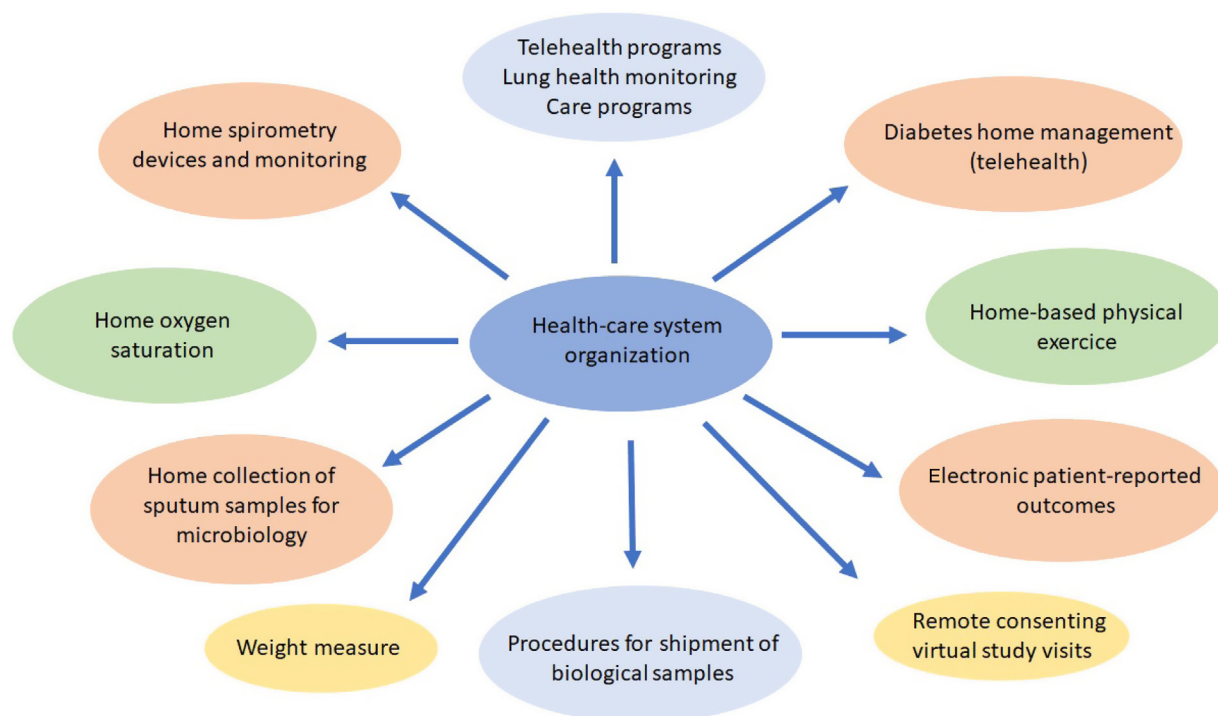 Telehealth programs
Lung health monitoring
Care programs
Home spirometry
devices and monitoring
Diabetes home management
(telehealth)
Home oxygen
saturation
Health-care system
organization
Home-based physical
exercice
Home collection of
sputum samples for
microbiology
Electronic patient-reported
outcomes
Weight measure
Procedures for shipment of
biological samples
Remote consenting
virtual study visits